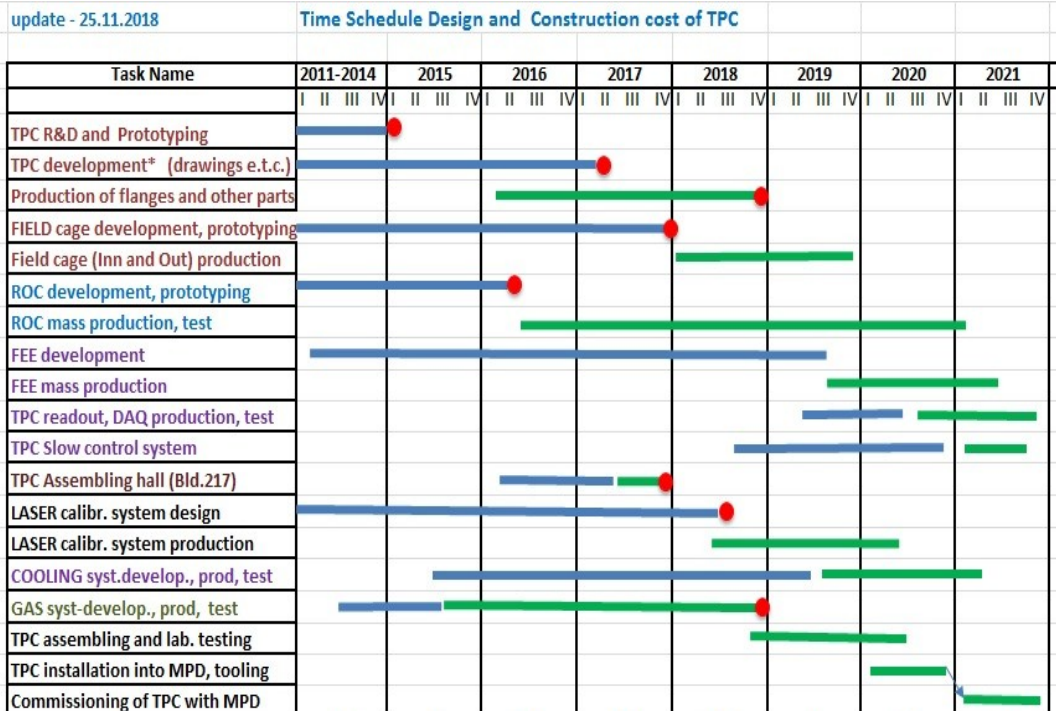 update - 25.11.2018 Time Schedule Design and Construction cost of TPC
Task Name 2011-2014 2015 2016 2017 2018 2019 2020 2021
I II III IV I II III IV I II III IV I II III IV I II III IV I II III IV I II III IV I II III IV
TPC R&D and Prototyping
TPC development* (drawings e.t.c.)
Production of flanges and other parts
FIELD cage development, prototyping
Field cage (Inn and Out) production
ROC development, prototyping
ROC mass production, test
FEE development
FEE mass production
TPC readout, DAQ production, test
TPC Slow control system
TPC Assembling hall (Bld.217)
LASER calibr. system design
LASER calibr. system production
COOLING syst.develop., prod, test
GAS syst-develop., prod, test
TPC assembling and lab. testing
TPC installation into MPD, tooling
Commissioning of TPC with MPD